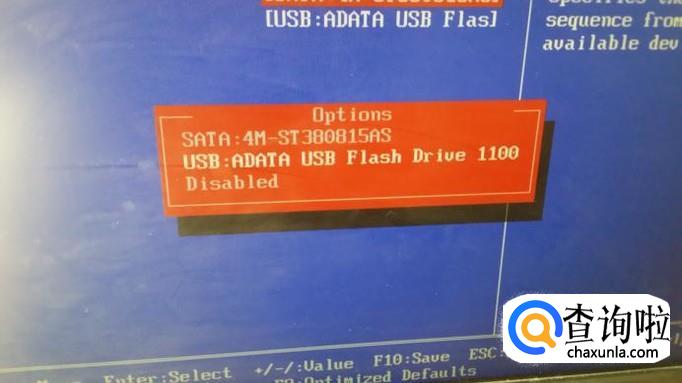 [USB:ADATA USB Flas]
sequence from
available dev
Options
SATA:4M-ST380815AS
USB:ADATA USB Flash Drive 1100
Disabled
Enter:Select +/-/:Value F10:Save ESC:
F9:Optimized Defaults
查询啦
chaxunla.com